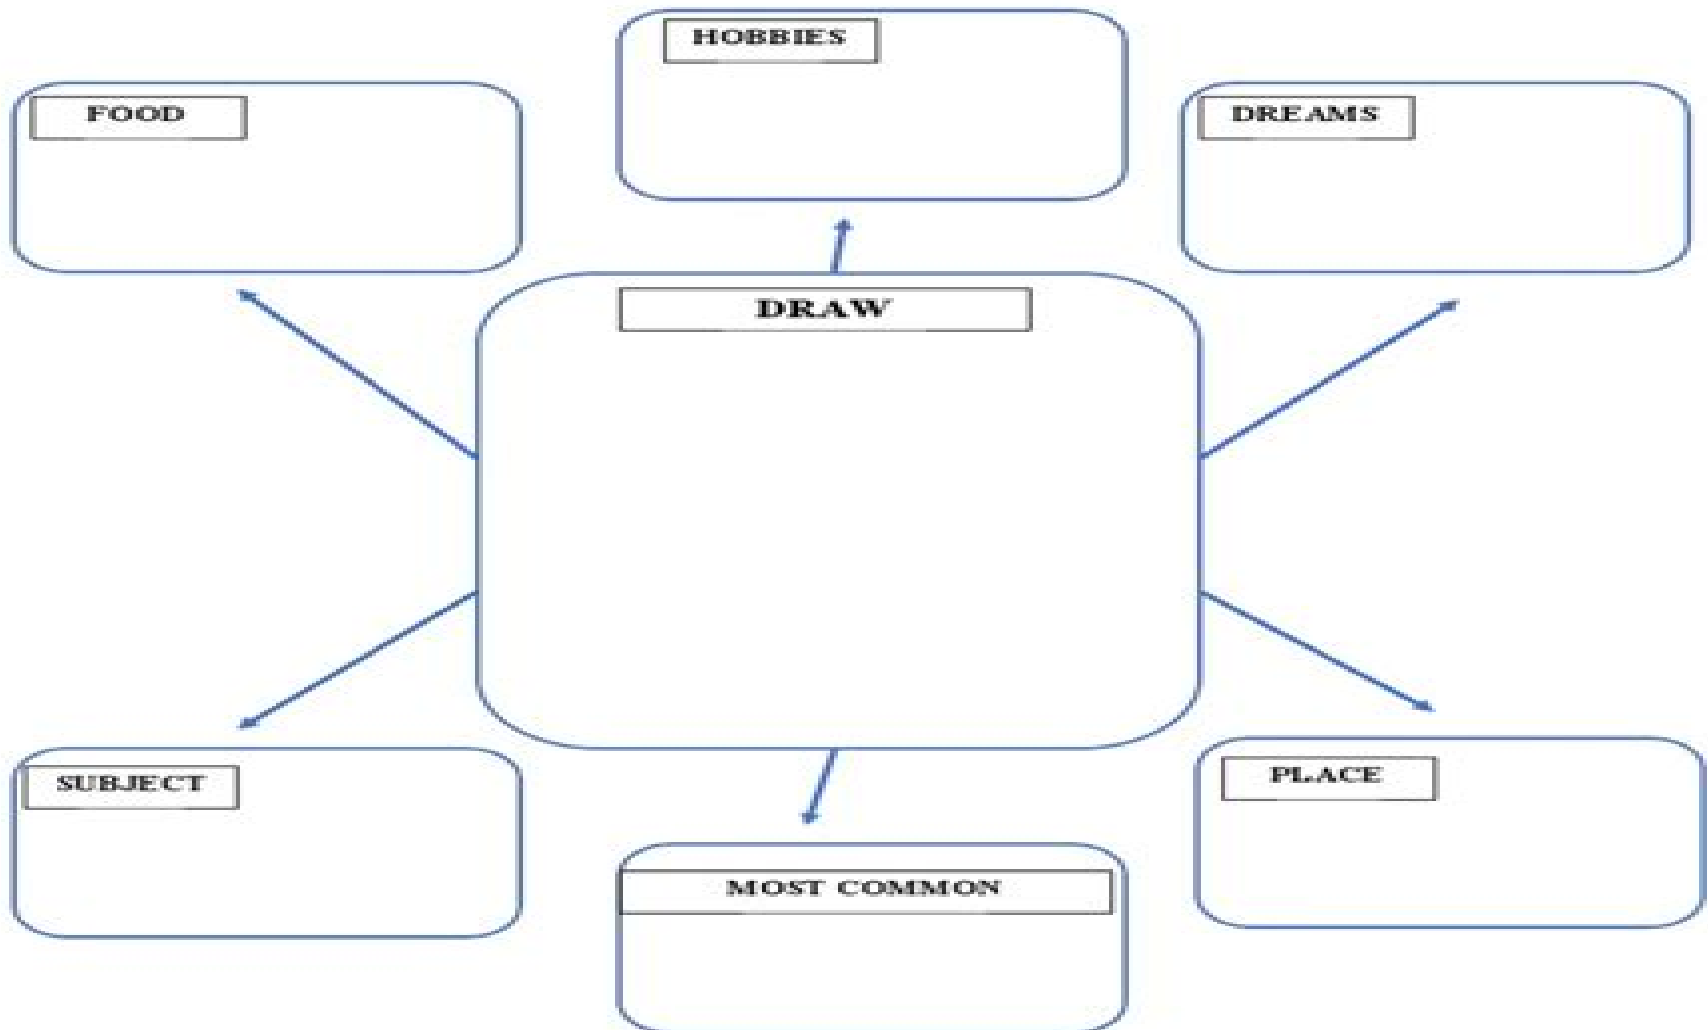 HOBBIES
FOOD
DREAMS
DRAW
SUBJECT
PLACE
MOST COMMON